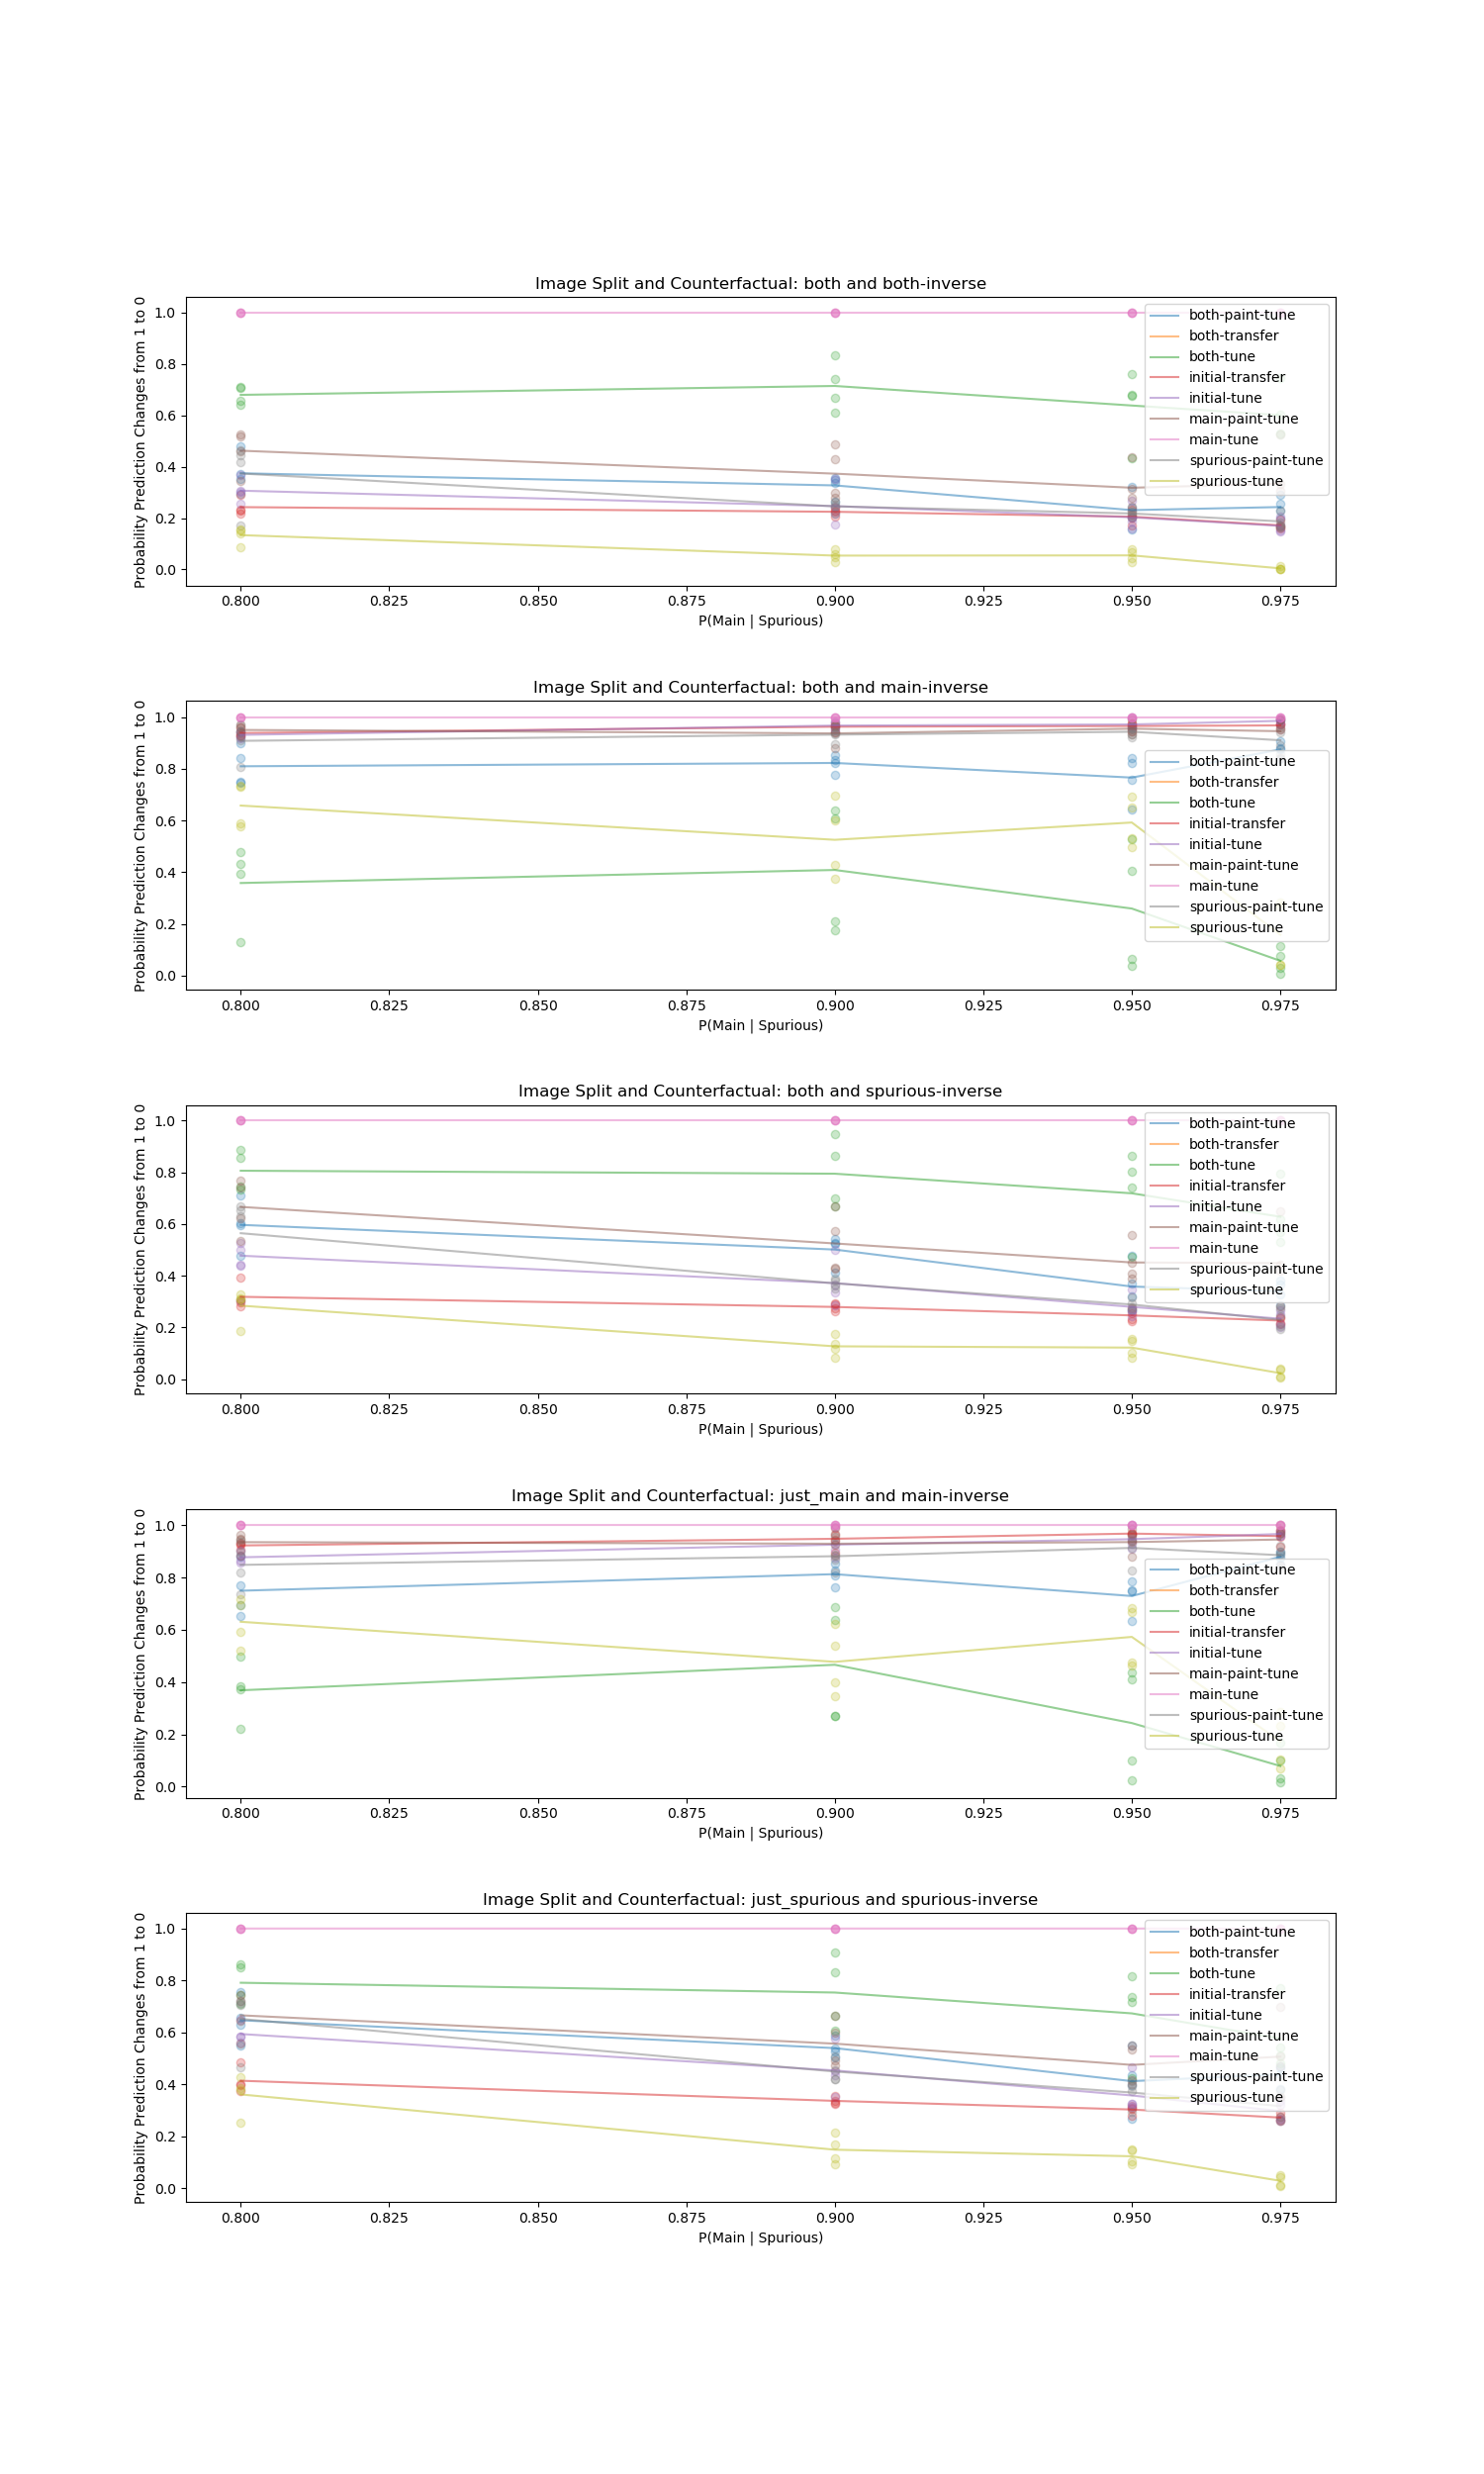 Image Split and Counterfactual: both and both-inverse
Probability Prediction Changes from 1 to 0
1.0
0.8
0.6
0.4
0.2
0.0
both-paint-tune
both-transfer
both-tune
initial-transfer
initial-tune
main-paint-tune
main-tune
spurious-paint-tune
spurious-tune
0.800 0.825 0.850 0.875 0.900 0.925 0.950 0.975
P(Main | Spurious)
Image Split and Counterfactual: both and main-inverse
Probability Prediction Changes from 1 to 0
1.0
0.8
0.6
0.4
0.2
0.0
both-paint-tune
both-transfer
both-tune
initial-transfer
initial-tune
main-paint-tune
main-tune
spurious-paint-tune
spurious-tune
0.800 0.825 0.850 0.875 0.900 0.925 0.950 0.975
P(Main | Spurious)
Image Split and Counterfactual: both and spurious-inverse
Probability Prediction Changes from 1 to 0
1.0
0.8
0.6
0.4
0.2
0.0
both-paint-tune
both-transfer
both-tune
initial-transfer
initial-tune
main-paint-tune
main-tune
spurious-paint-tune
spurious-tune
0.800 0.825 0.850 0.875 0.900 0.925 0.950 0.975
P(Main | Spurious)
Image Split and Counterfactual: just_main and main-inverse
Probability Prediction Changes from 1 to 0
1.0
0.8
0.6
0.4
0.2
0.0
both-paint-tune
both-transfer
both-tune
initial-transfer
initial-tune
main-paint-tune
main-tune
spurious-paint-tune
spurious-tune
0.800 0.825 0.850 0.875 0.900 0.925 0.950 0.975
P(Main | Spurious)
Image Split and Counterfactual: just_spurious and spurious-inverse
Probability Prediction Changes from 1 to 0
1.0
0.8
0.6
0.4
0.2
0.0
both-paint-tune
both-transfer
both-tune
initial-transfer
initial-tune
main-paint-tune
main-tune
spurious-paint-tune
spurious-tune
0.800 0.825 0.850 0.875 0.900 0.925 0.950 0.975
P(Main | Spurious)